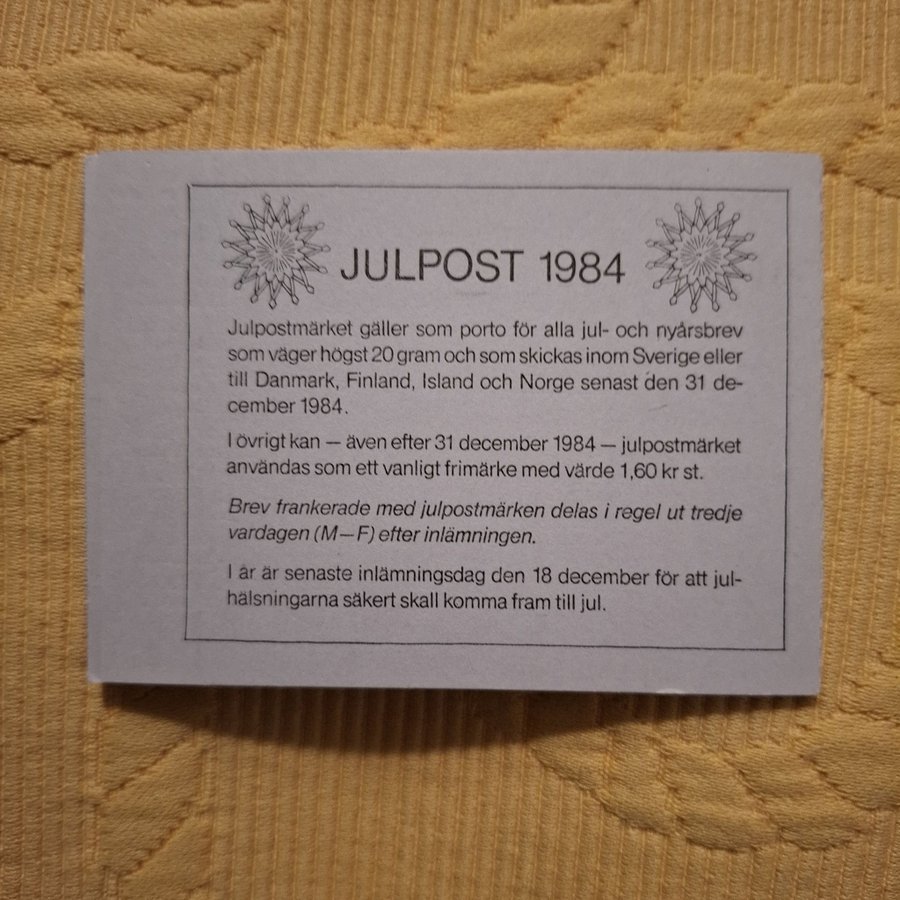 JULPOST 1984
Julpostmärket gäller som porto för alla jul- och nyårsbrev
som väger högst 20 gram och som skickas inom Sverige eller
till Danmark, Finland, Island och Norge senast den 31 de-
cember 1984.
I övrigt kan — även efter 31 december 1984 — julpostmärket
användas som ett vanligt frimärke med värde 1,60 kr st.
Brev frankerade med julpostmärken delas i regel ut tredje
vardagen (M—F) efter inlämningen.
I år är senaste inlämningsdag den 18 december för att jul-
hälsningarna säkert skall komma fram till jul.